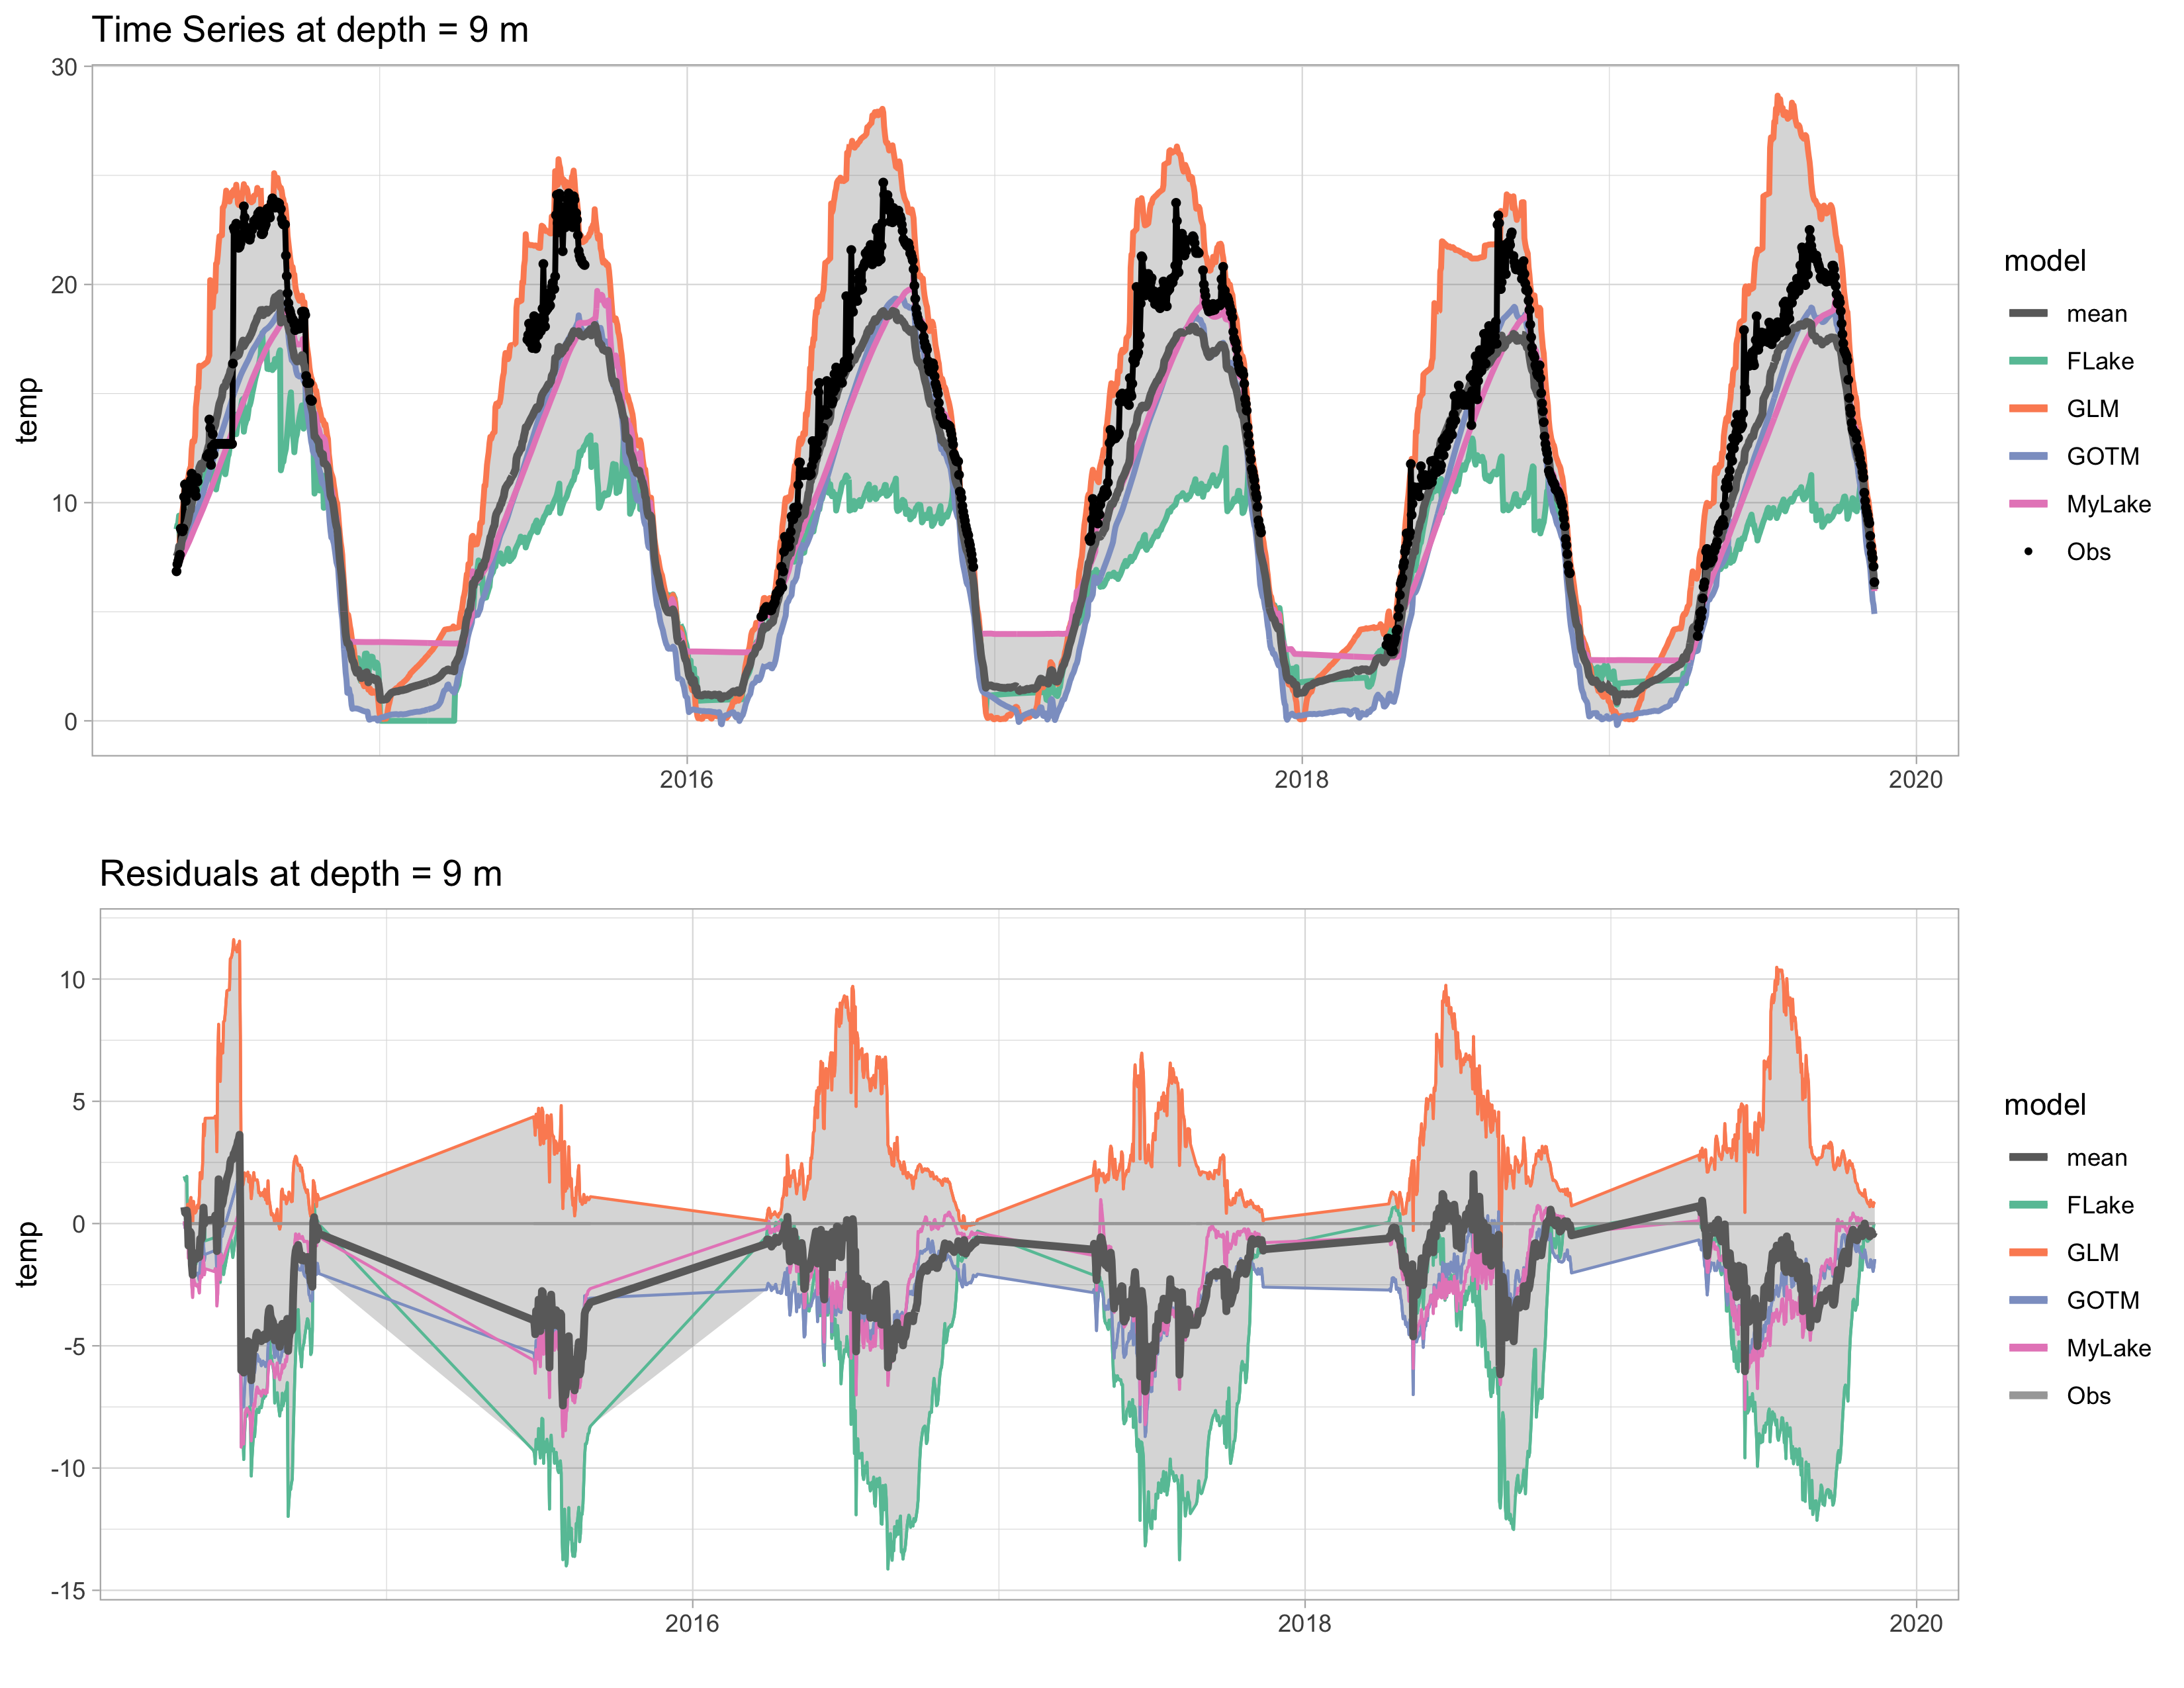 Time Series at depth = 9 m
30
20
10
0
temp
2016
2018
2020
model
mean
FLake
GLM
GOTM
MyLake
Obs
Residuals at depth = 9 m
10
5
0
-5
-10
-15
temp
2016
2018
2020
model
mean
FLake
GLM
GOTM
MyLake
Obs